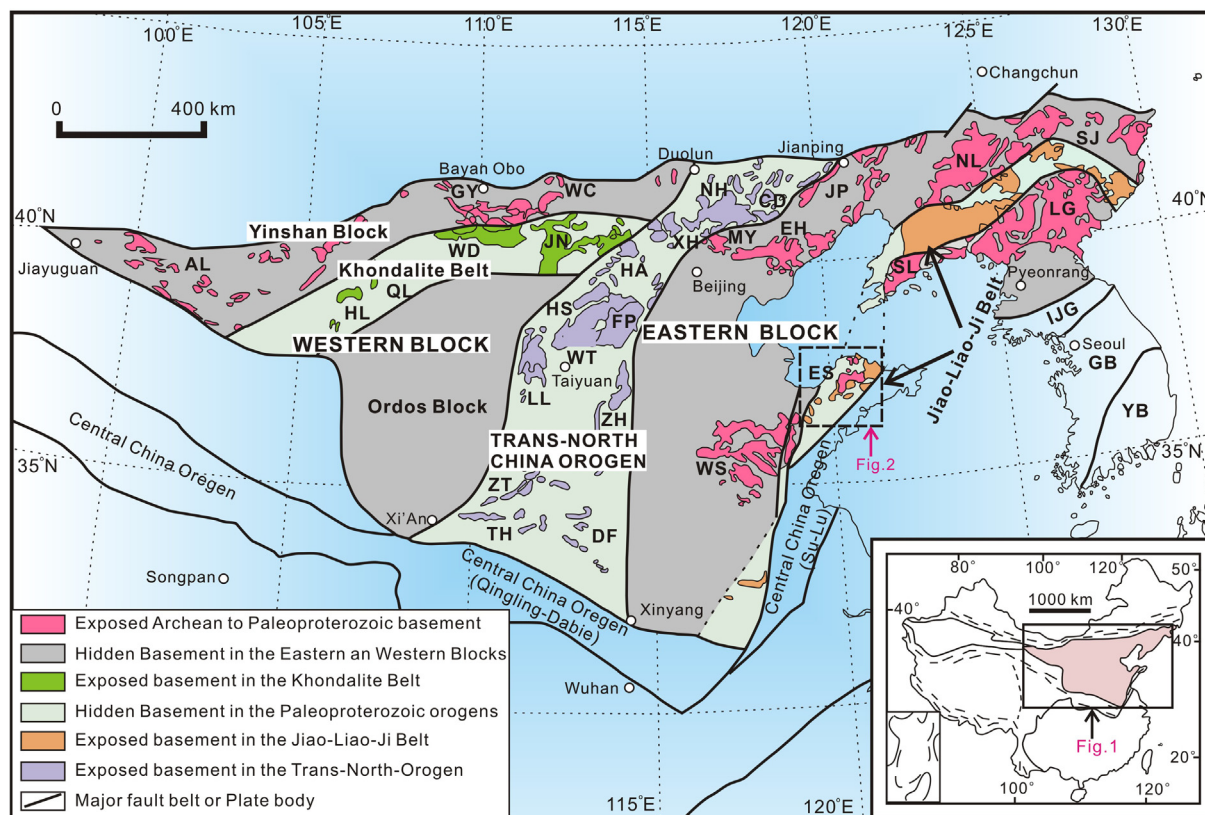 100°E
105°E
110°E
115°E
120°E
125°E
130°E
0
400 km
Changchun
Jianping
Duolun
Bayan Obo
SJ
NL
GY
WC
NH
CD
JP
LG
40°N
40°N
Yinshan Block
WD
JN
XH
MY
EH
Jiayuguan
AL
Khondalite Belt
HA
SL
Pyeonrang
Beijing
QL
HL
HS
FP
IJG
WESTERN BLOCK
EASTERN BLOCK
Jiao-Liao-Ji Belt
Seoul
GB
WT
Taiyuan
ES
LL
Ordos Block
ZH
YB
TRANS-NORTH
CHINA OROGEN
WS
Fig.2
35°N
35°N
Central China Oregen
ZT
Xi'An
TH
DF
Central China Oregen
(Su-Lu)
Central China Oregen
(Qingling-Dabie)
Songpan
Xinyang
Wuhan
115°E
120°E
Exposed Archean to Paleoproterozoic basement
Hidden Basement in the Eastern an Western Blocks
Exposed basement in the Khondalite Belt
Hidden Basement in the Paleoproterozoic orogens
Exposed basement in the Jiao-Liao-Ji Belt
Exposed basement in the Trans-North-Orogen
Major fault belt or Plate body
80°
100°
120°
50°
1000 km
40°
40°
Fig.1
20°
100°
120°